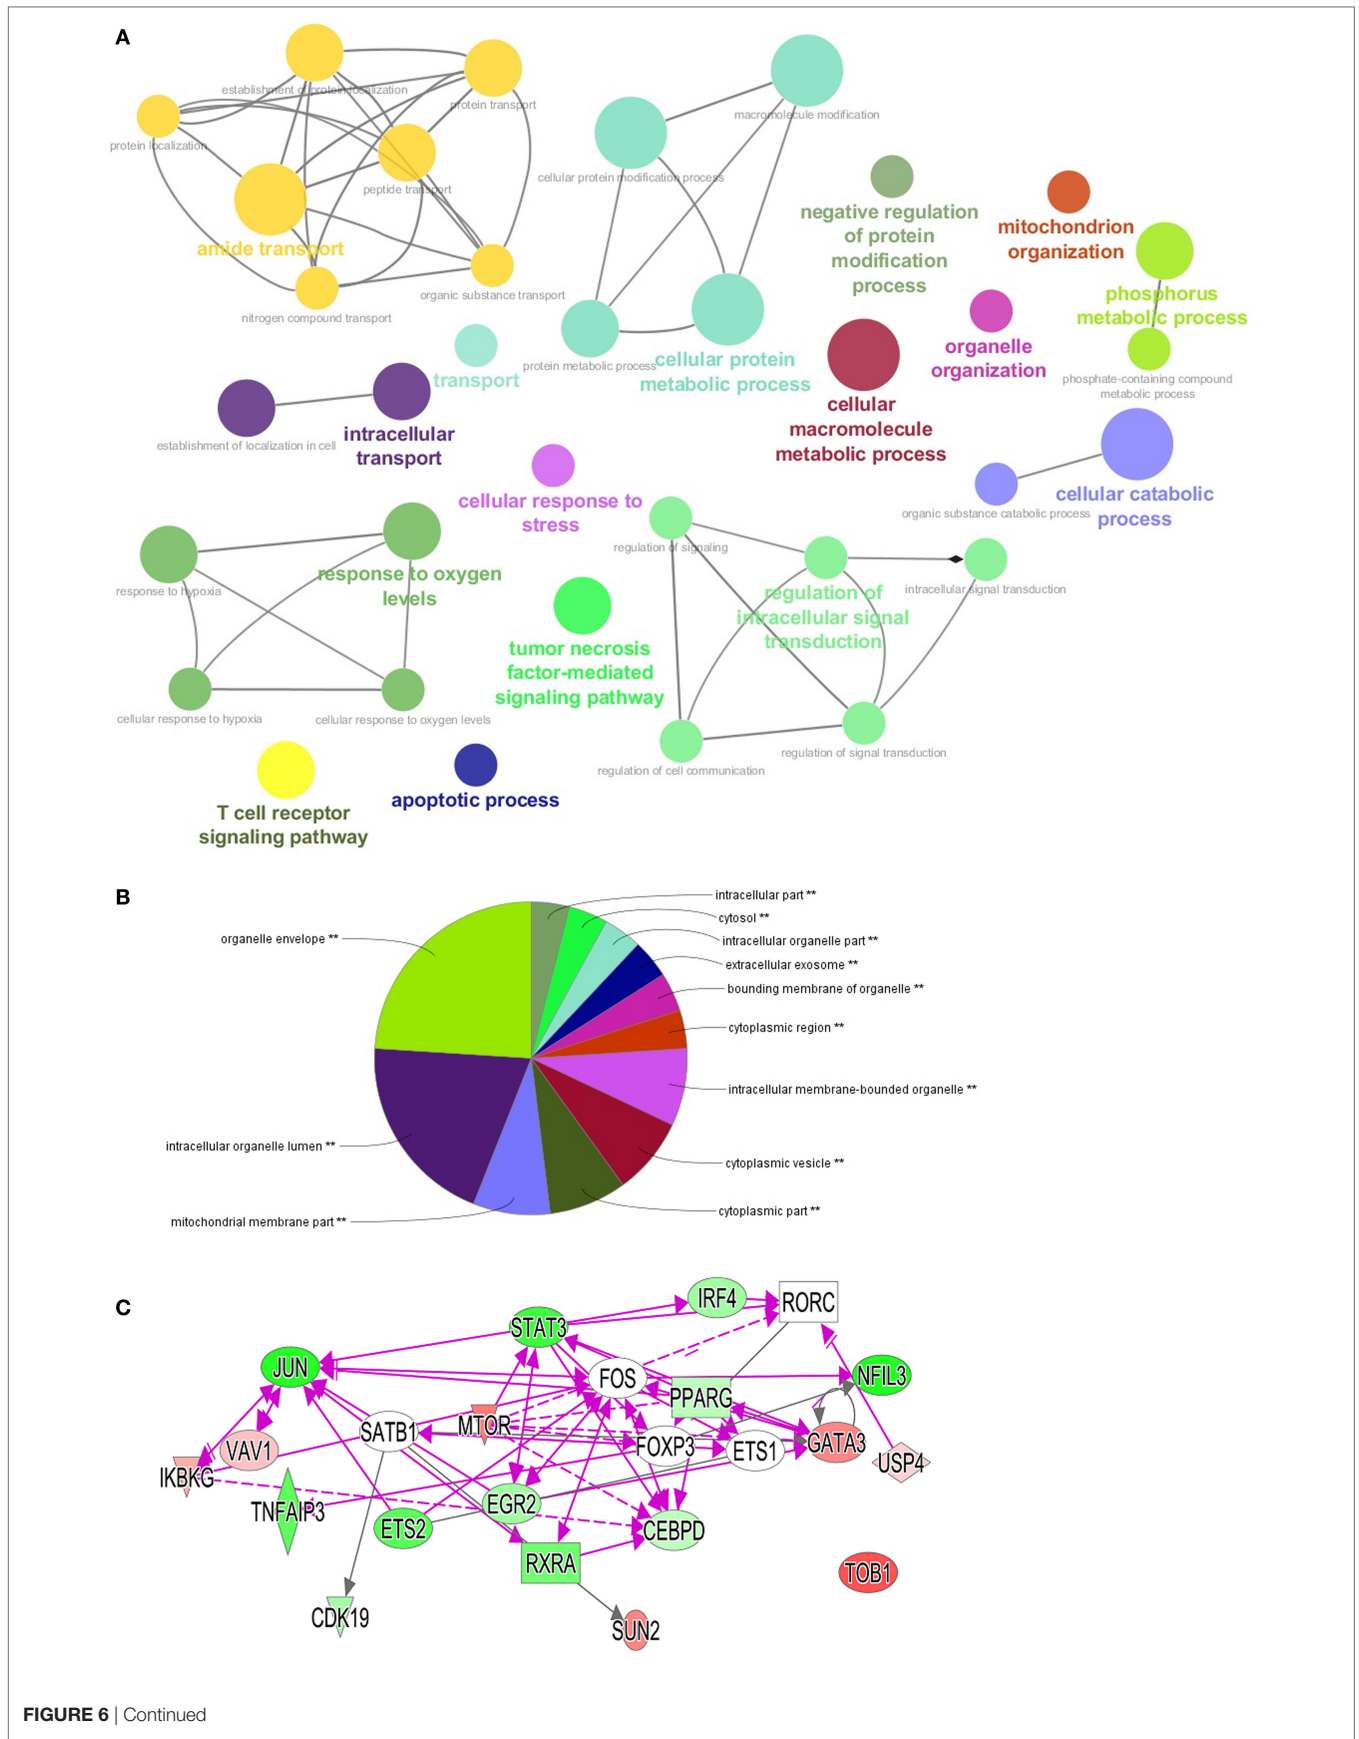 A
establishment of protein localization
protein transport
protein localization
peptide transport
amide transport
organic substance transport
nitrogen compound transport
macromolecule modification
cellular protein modification process
protein metabolic process
cellular protein
metabolic process
negative regulation
of protein
modification
process
mitochondrion
organization
phosphorus
metabolic process
phosphate-containing compound
metabolic process
organelle
organization
transport
cellular
macromolecule
metabolic process
establishment of localization in cell
intracellular
transport
cellular response to
stress
cellular catabolic
process
organic substance catabolic process
response to hypoxia
response to oxygen
levels
cellular response to hypoxia
cellular response to oxygen levels
tumor necrosis
factor-mediated
signaling pathway
regulation of signaling
regulation of
intracellular signal
transduction
intracellular signal transduction
regulation of signal transduction
regulation of cell communication
T cell receptor
signaling pathway
apoptotic process
B
intracellular part **
cytosol **
intracellular organelle part **
extracellular exosome **
bounding membrane of organelle **
cytoplasmic region **
intracellular membrane-bounded organelle **
cytoplasmic vesicle **
cytoplasmic part **
organelle envelope **
intracellular organelle lumen **
mitochondrial membrane part **
C
IRF4
RORC
STAT3
JUN
FOS
NFIL3
PPARG
MTOR
SATB1
VAV1
FOXP3
ETS1
GATA3
USP4
IKBKG
TNFAIP3
EGR2
ETS2
CEBPD
RXRA
TOB1
CDK19
SUN2
FIGURE 6 | Continued